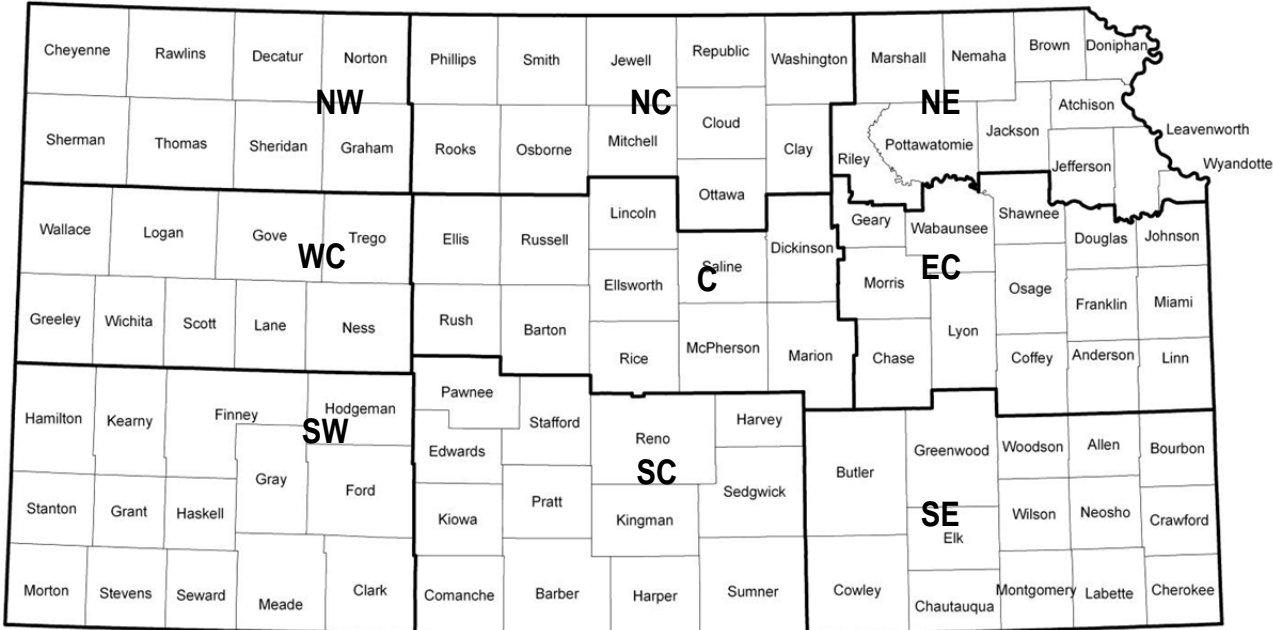 Cheyenne
Rawlins
Decatur
Norton
Phillips
Smith
Jewell
Republic
Washington
Marshall
Nemaha
Brown
Doniphan
NW
NC
NE
Atchison
Sherman
Thomas
Sheridan
Graham
Rooks
Osborne
Mitchell
Cloud
Clay
Riley
Pottawatomie
Jackson
Jefferson
Leavenworth
Wyandotte
Ottawa
Wallace
Logan
Gove
Trego
Ellis
Russell
Lincoln
Saline
Dickinson
Geary
Wabaunsee
Shawnee
Douglas
Johnson
WC
C
EC
Ellsworth
Morris
Osage
Franklin
Miami
Greeley
Wichita
Scott
Lane
Ness
Rush
Barton
Rice
McPherson
Marion
Chase
Lyon
Coffey
Anderson
Linn
Hamilton
Kearny
Finney
Hodgeman
Pawnee
Stafford
Reno
Harvey
SW
SC
Edwards
Butler
Greenwood
Woodson
Allen
Bourbon
Gray
Ford
Sedgwick
Stanton
Grant
Haskell
Kiowa
Pratt
Kingman
SE
Elk
Wilson
Neosho
Crawford
Morton
Stevens
Seward
Meade
Clark
Comanche
Barber
Harper
Sumner
Cowley
Chautauqua
Montgomery
Labette
Cherokee